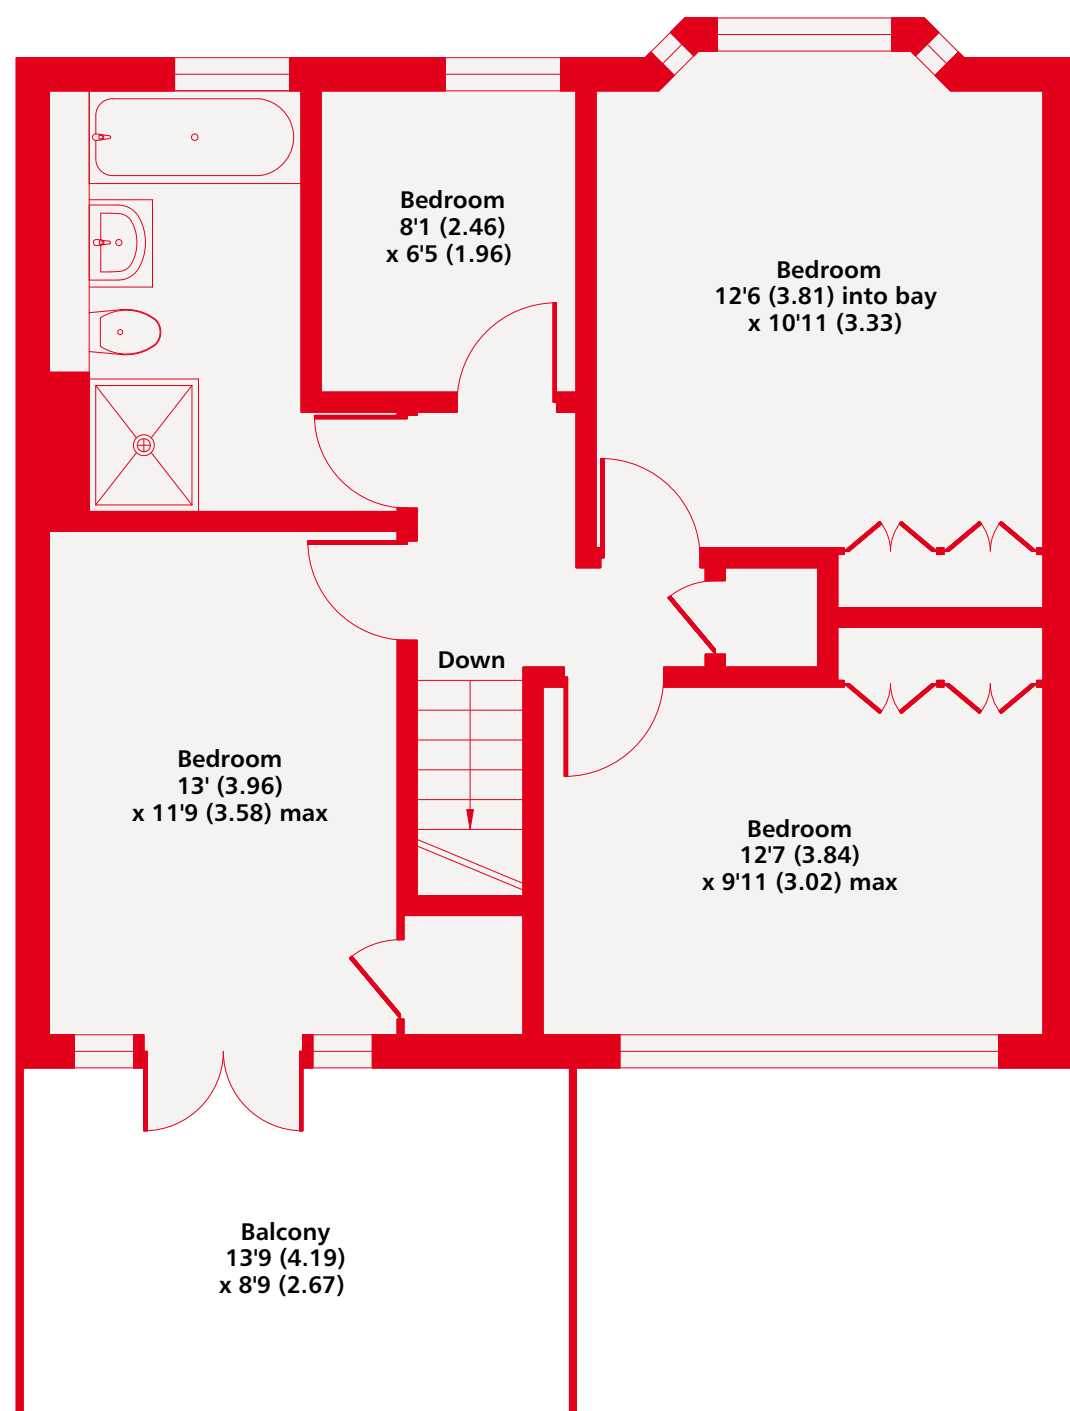 Bedroom
8'1 (2.46)
x 6'5 (1.96)
Bedroom
12'6 (3.81) into bay
x 10'11 (3.33)
Down
Bedroom
13' (3.96)
x 11'9 (3.58) max
Bedroom
12'7 (3.84)
x 9'11 (3.02) max
Balcony
13'9 (4.19)
x 8'9 (2.67)